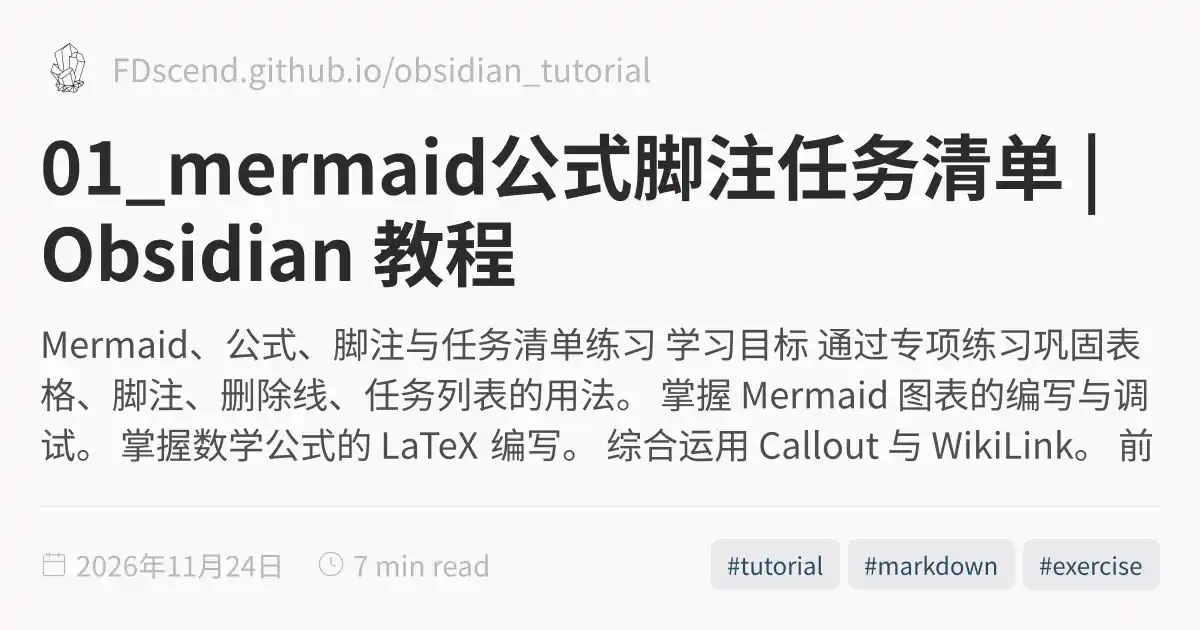 FDscend.github.io/obsidian_tutorial
01_mermaid公式脚注任务清单 |
Obsidian 教程
Mermaid、公式、脚注与任务清单练习 学习目标 通过专项练习巩固表
格、脚注、删除线、任务列表的用法。 掌握 Mermaid 图表的编写与调
试。 掌握数学公式的 LaTeX 编写。 综合运用 Callout 与 WikiLink。 前
2026年11月24日 7 min read #tutorial #markdown #exercise